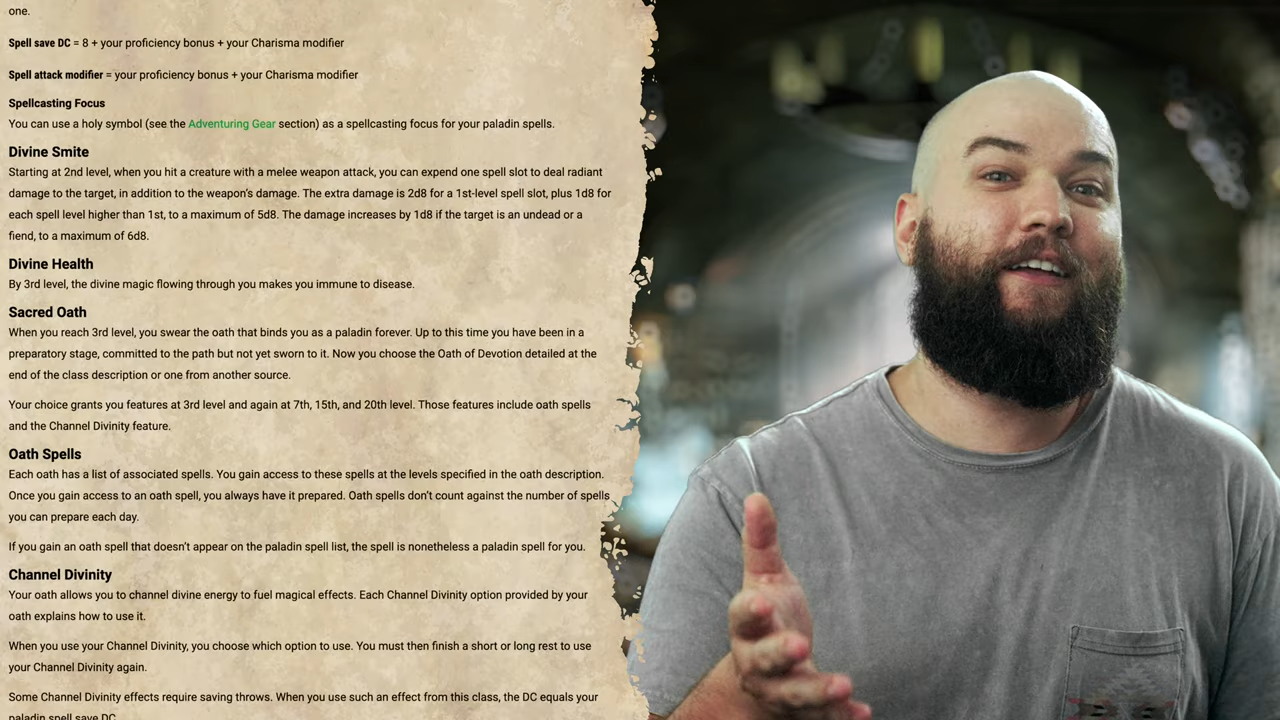 one.
Spell save DC = 8 + your proficiency bonus + your Charisma modifier
Spell attack modifier = your proficiency bonus + your Charisma modifier
Spellcasting Focus
You can use a holy symbol (see the Adventuring Gear section) as a spellcasting focus for your paladin spells.
Divine Smite
Starting at 2nd level, when you hit a creature with a melee weapon attack, you can expend one spell slot to deal radiant
damage to the target, in addition to the weapon's damage. The extra damage is 2d8 for a 1st-level spell slot, plus 1d8 for
each spell level higher than 1st, to a maximum of 5d8. The damage increases by 1d8 if the target is an undead or a
fiend, to a maximum of 6d8.
Divine Health
By 3rd level, the divine magic flowing through you makes you immune to disease.
Sacred Oath
When you reach 3rd level, you swear the oath that binds you as a paladin forever. Up to this time you have been in a
preparatory stage, committed to the path but not yet sworn to it. Now you choose the Oath of Devotion detailed at the
end of the class description or one from another source.
Your choice grants you features at 3rd level and again at 7th, 15th, and 20th level. Those features include oath spells
and the Channel Divinity feature.
Oath Spells
Each oath has a list of associated spells. You gain access to these spells at the levels specified in the oath description.
Once you gain access to an oath spell, you always have it prepared. Oath spells don't count against the number of spells
you can prepare each day.
If you gain an oath spell that doesn't appear on the paladin spell list, the spell is nonetheless a paladin spell for you.
Channel Divinity
Your oath allows you to channel divine energy to fuel magical effects. Each Channel Divinity option provided by your
oath explains how to use it.
When you use your Channel Divinity, you choose which option to use. You must then finish a short or long rest to use
your Channel Divinity again.
Some Channel Divinity effects require saving throws. When you use such an effect from this class, the DC equals your
paladin spell save DC.